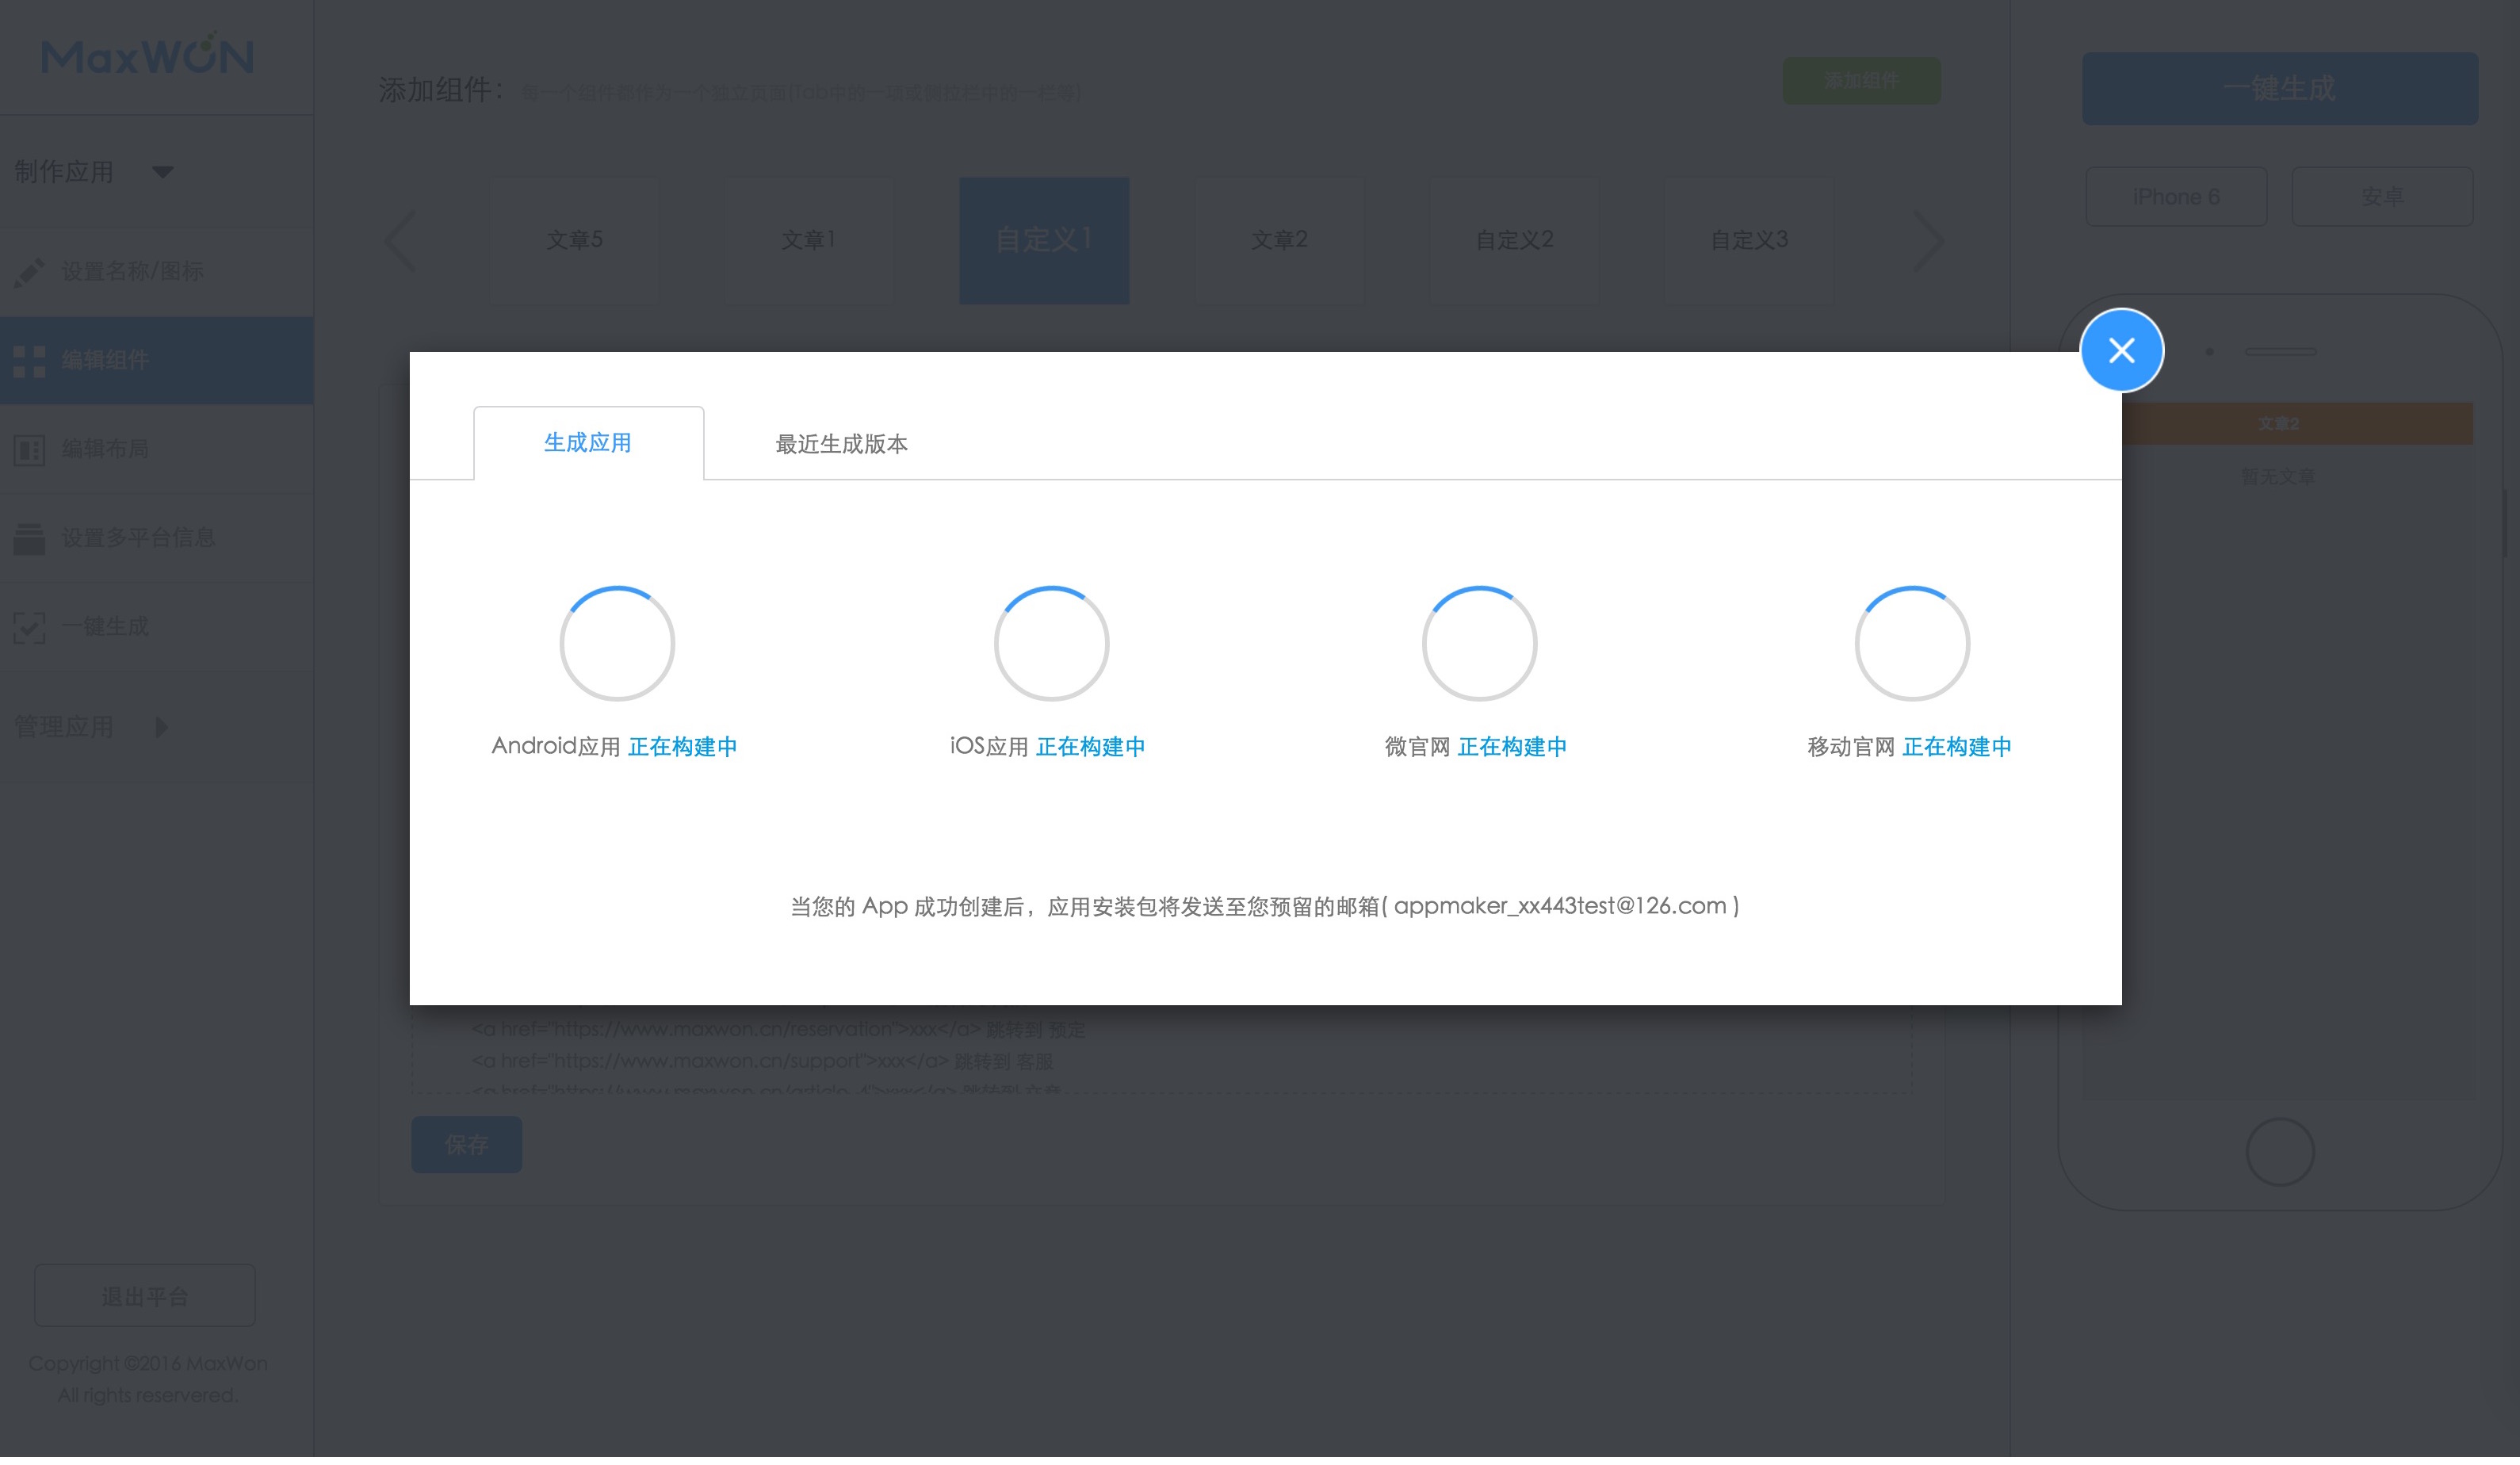 MaxWON
制作应用
设置名称/图标
编辑组件
编辑布局
设置多平台信息
一键生成
管理应用
退出平台
Copyright ©2016 MaxWon
All rights reservered.
添加组件： 每一个组件都作为一个独立页面(Tab中的一项或侧拉栏中的一栏等)
添加组件
文章5
文章1
自定义1
文章2
自定义2
自定义3
生成应用
最近生成版本
Android应用 正在构建中
iOS应用 正在构建中
微官网 正在构建中
移动官网 正在构建中
当您的 App 成功创建后，应用安装包将发送至您预留的邮箱( appmaker_xx443test@126.com )
<a href="https://www.maxwon.cn/reservation">xxx</a> 跳转到 预定
<a href="https://www.maxwon.cn/support">xxx</a> 跳转到 客服
保存
一键生成
iPhone 6
安卓
文章2
暂无文章